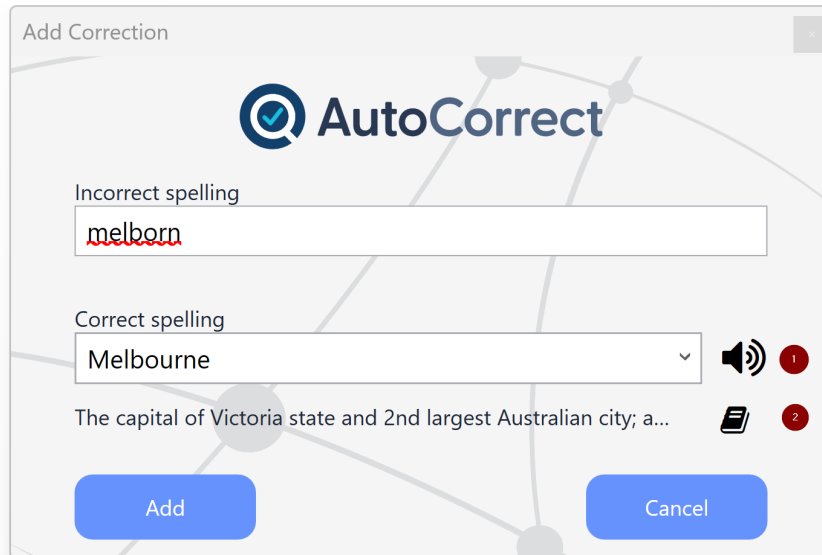 Add Correction
AutoCorrect
Incorrect spelling
melborn
Correct spelling
Melbourne
1
The capital of Victoria state and 2nd largest Australian city; a...
2
Add
Cancel